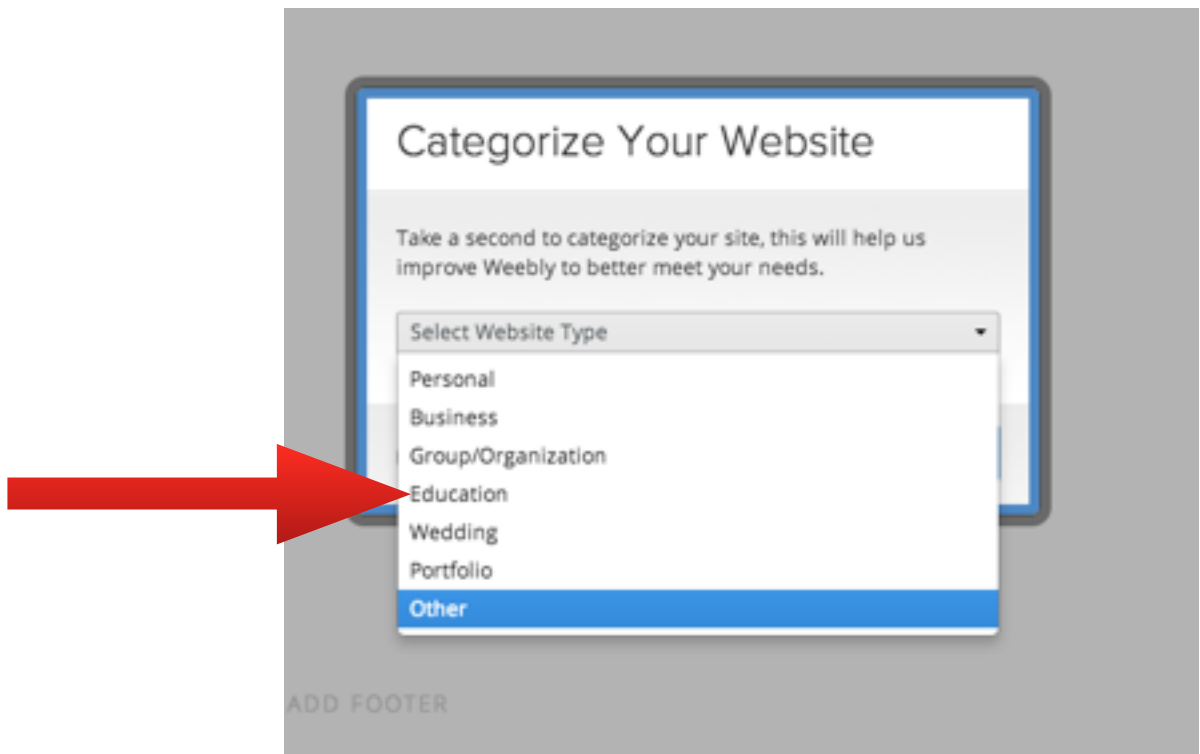 Categorize Your Website
Take a second to categorize your site, this will help us
improve Weebly to better meet your needs.
Select Website Type
Personal
Business
Group/Organization
Education
Wedding
Portfolio
Other
ADD FOOTER